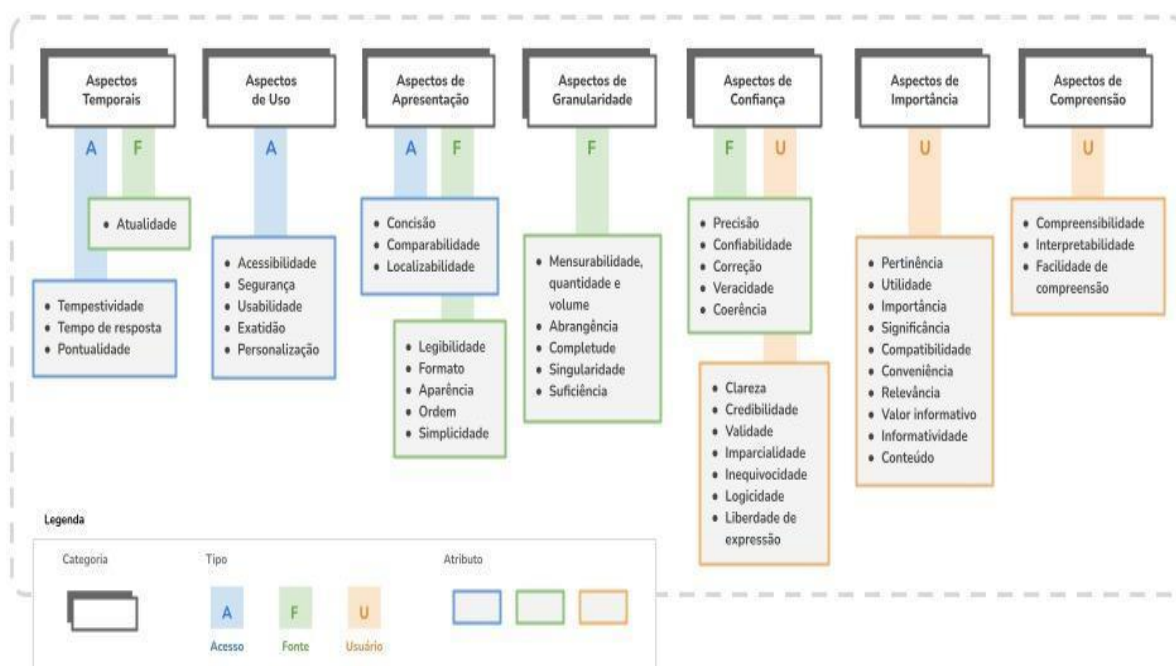 Aspectos
Temporais
A
F
• Atualidade
• Tempestividade
• Tempo de resposta
• Pontualidade
Aspectos
de Uso
A
• Acessibilidade
• Segurança
• Usabilidade
• Exatidão
• Personalização
Aspectos de
Apresentação
A
F
• Concisão
• Comparabilidade
• Localizabilidade
• Legibilidade
• Formato
• Aparência
• Ordem
• Simplicidade
Aspectos de
Granularidade
F
• Mensurabilidade,
quantidade e
volume
• Abrangência
• Completude
• Singularidade
• Suficiência
Aspectos de
Confiança
F
U
• Precisão
• Confiabilidade
• Correção
• Veracidade
• Coerência
• Clareza
• Credibilidade
• Validade
• Imparcialidade
• Inequivocidade
• Logicidade
• Liberdade de
expressão
Aspectos de
Importância
U
• Pertinência
• Utilidade
• Importância
• Significância
• Compatibilidade
• Conveniência
• Relevância
• Valor informativo
• Informatividade
• Conteúdo
Aspectos de
Compreensão
U
• Compreensibilidade
• Interpretabilidade
• Facilidade de
compreensão
Legenda
Categoria
Tipo
A
F
U
Acesso
Fonte
Usuário
Atributo